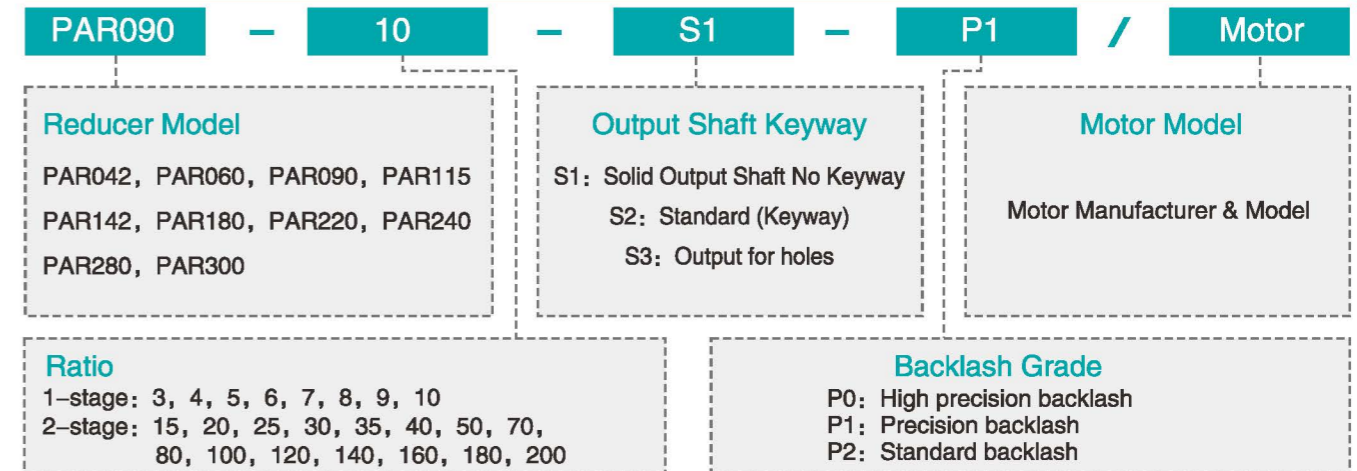 PAR090 – 10 – S1 – P1 / Motor
Reducer Model
PAR042, PAR060, PAR090, PAR115
PAR142, PAR180, PAR220, PAR240
PAR280, PAR300
Output Shaft Keyway
S1: Solid Output Shaft No Keyway
S2: Standard (Keyway)
S3: Output for holes
Motor Model
Motor Manufacturer & Model
Ratio
1–stage: 3, 4, 5, 6, 7, 8, 9, 10
2–stage: 15, 20, 25, 30, 35, 40, 50, 70,
80, 100, 120, 140, 160, 180, 200
Backlash Grade
P0: High precision backlash
P1: Precision backlash
P2: Standard backlash